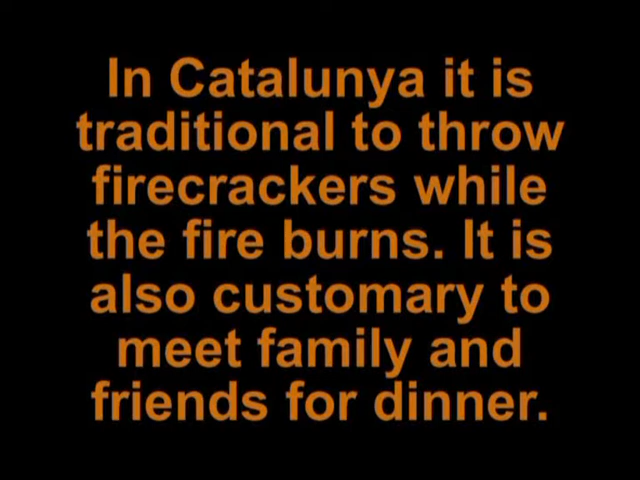 In Catalunya it is
traditional to throw
firecrackers while
the fire burns. It is
also customary to
meet family and
friends for dinner.